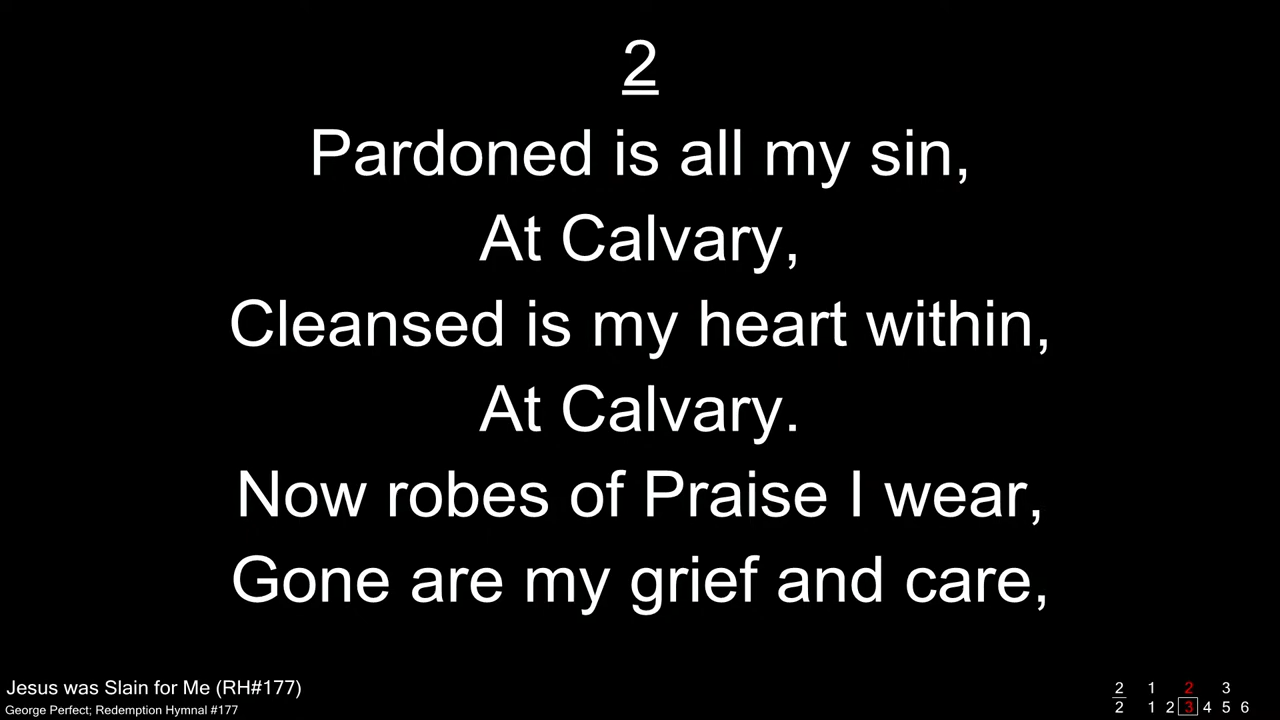 2
Pardoned is all my sin,
At Calvary,
Cleansed is my heart within,
At Calvary.
Now robes of Praise I wear,
Gone are my grief and care,
Jesus was Slain for Me (RH#177)
George Perfect; Redemption Hymnal #177
2 1 2 3
2 1 2 3 4 5 6